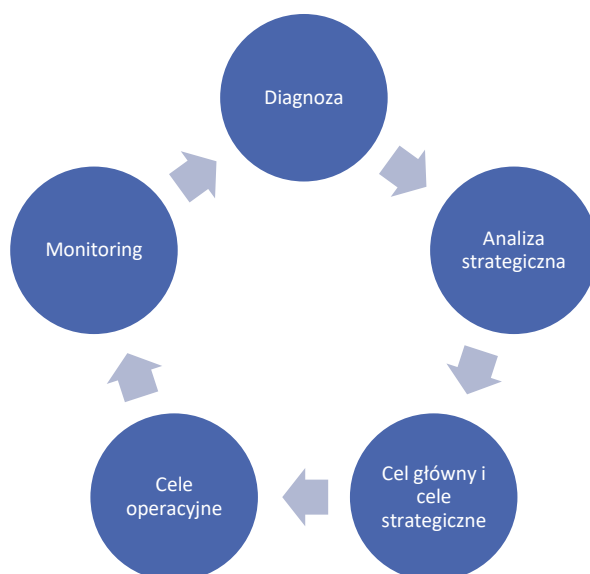 Diagnoza
Analiza
strategiczna
Cel główny i
cele
strategiczne
Cele
operacyjne
Monitoring